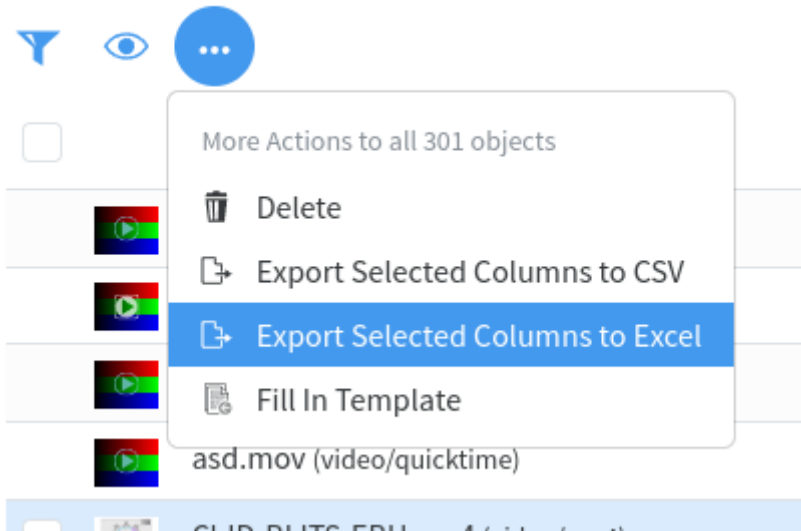 More Actions to all 301 objects
Delete
Export Selected Columns to CSV
Export Selected Columns to Excel
Fill In Template
asd.mov (video/quicktime)